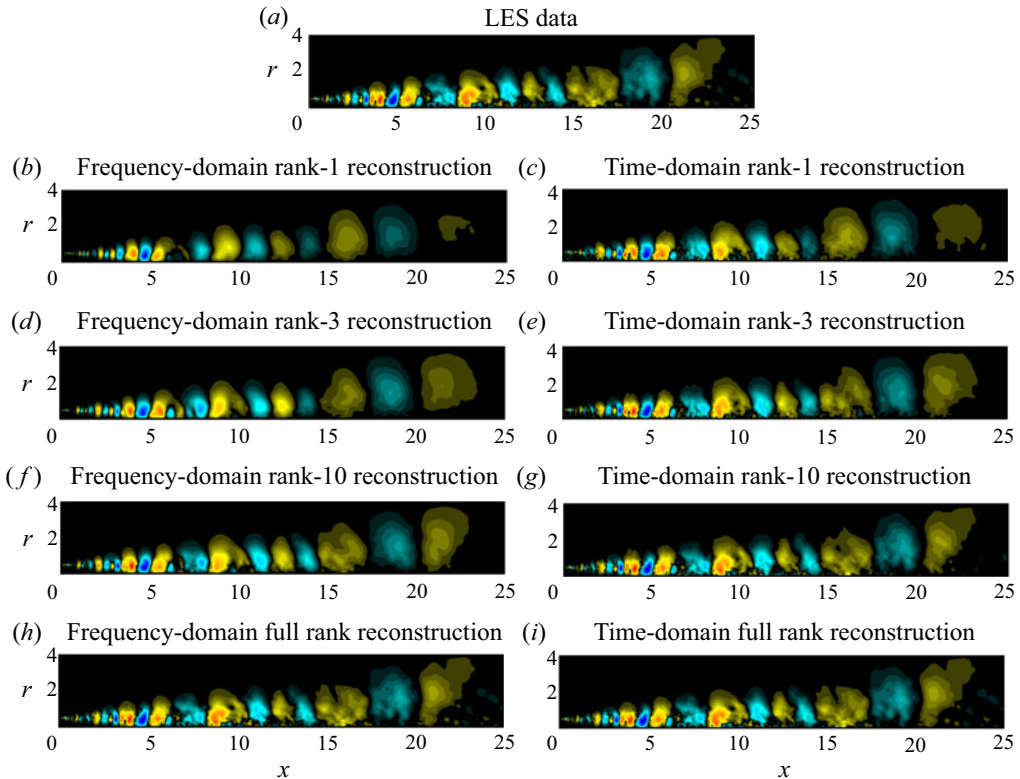 (a) LES data
4
r 2
0 5 10 15 20 25
(b) Frequency-domain rank-1 reconstruction (c) Time-domain rank-1 reconstruction
4 4
r 2 2
0 5 10 15 20 25 0 5 10 15 20 25
(d) Frequency-domain rank-3 reconstruction (e) Time-domain rank-3 reconstruction
4 4
r 2 2
0 5 10 15 20 25 0 5 10 15 20 25
(f) Frequency-domain rank-10 reconstruction (g) Time-domain rank-10 reconstruction
4 4
r 2 2
0 5 10 15 20 25 0 5 10 15 20 25
(h) Frequency-domain full rank reconstruction (i) Time-domain full rank reconstruction
4 4
r 2 2
0 5 10 15 20 25 0 5 10 15 20 25
x x